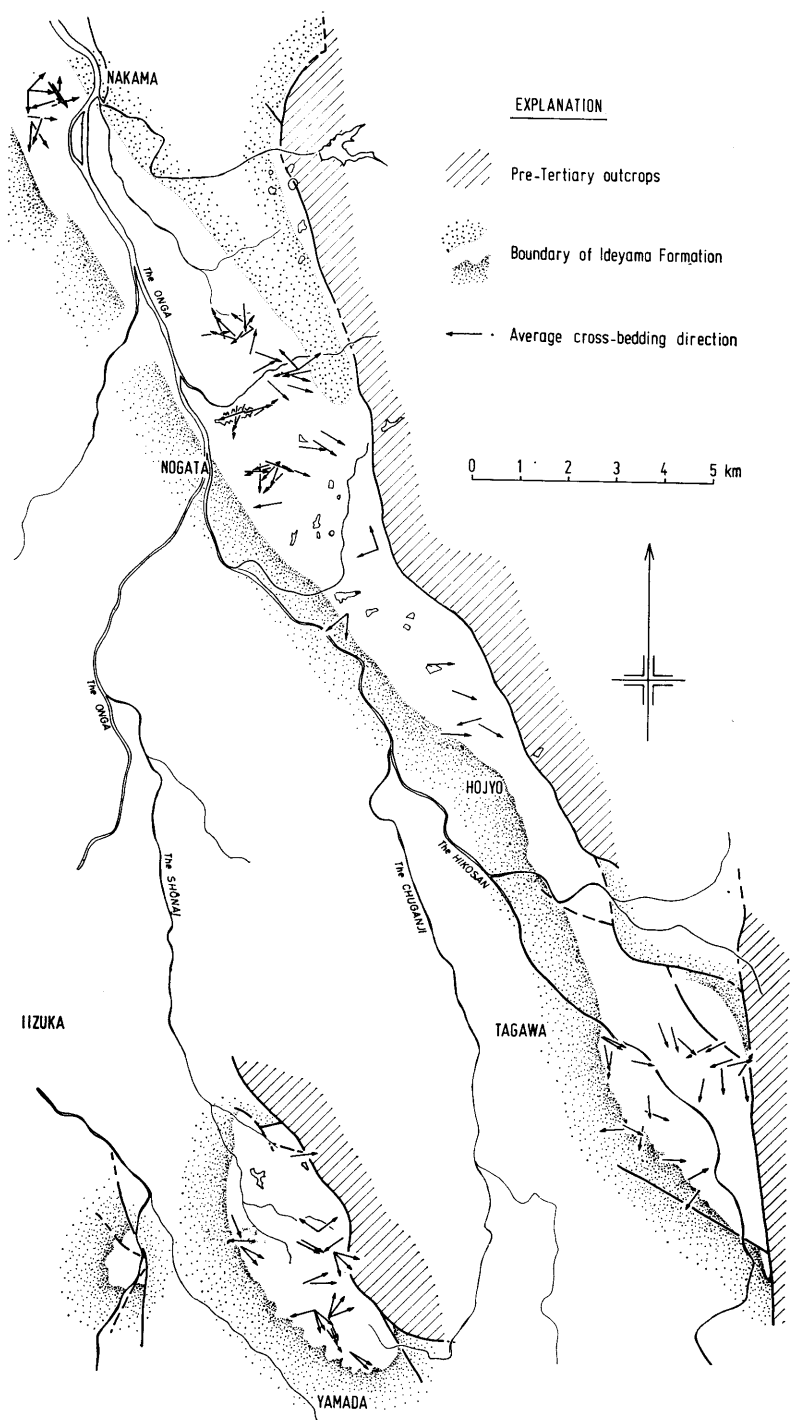 NAKAMA
EXPLANATION
Pre-Tertiary outcrops
Boundary of Ideyama Formation
Average cross-bedding direction
0 1 2 3 4 5 km
The ONGA
NOGATA
The ONGA
HOJYO
The HIKOSAN
The SHŌNAI
The CHUGANJI
IIZUKA
TAGAWA
YAMADA